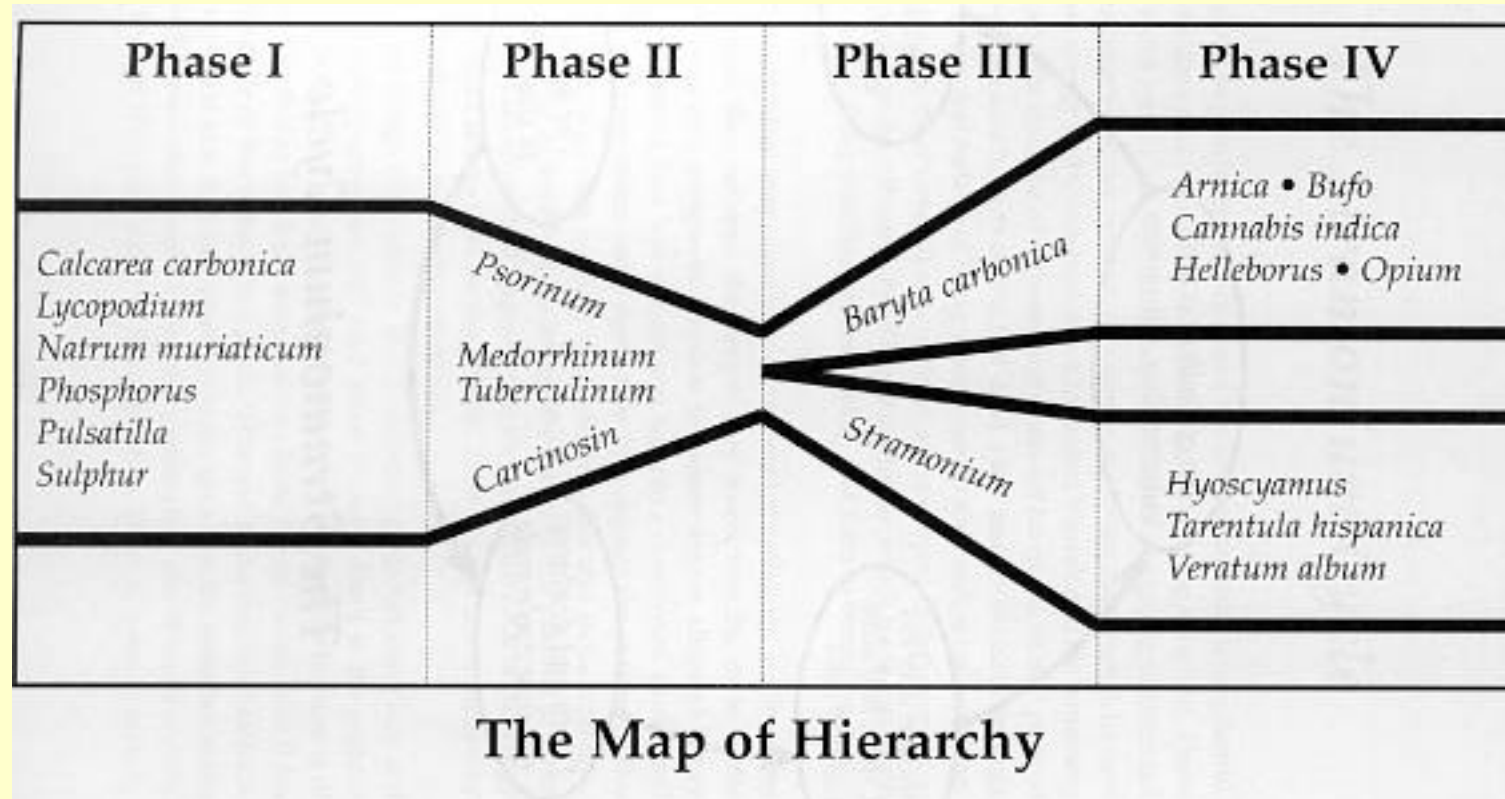 Phase I
Phase II
Phase III
Phase IV
Calcarea carbonica
Lycopodium
Natrum muriaticum
Phosphorus
Pulsatilla
Sulphur
Psorinum
Medorrhinum
Tuberculinum
Carcinosin
Baryta carbonica
Stramonium
Arnica • Bufo
Cannabis indica
Helleborus • Opium
Hyoscyamus
Tarentula hispanica
Veratum album
The Map of Hierarchy